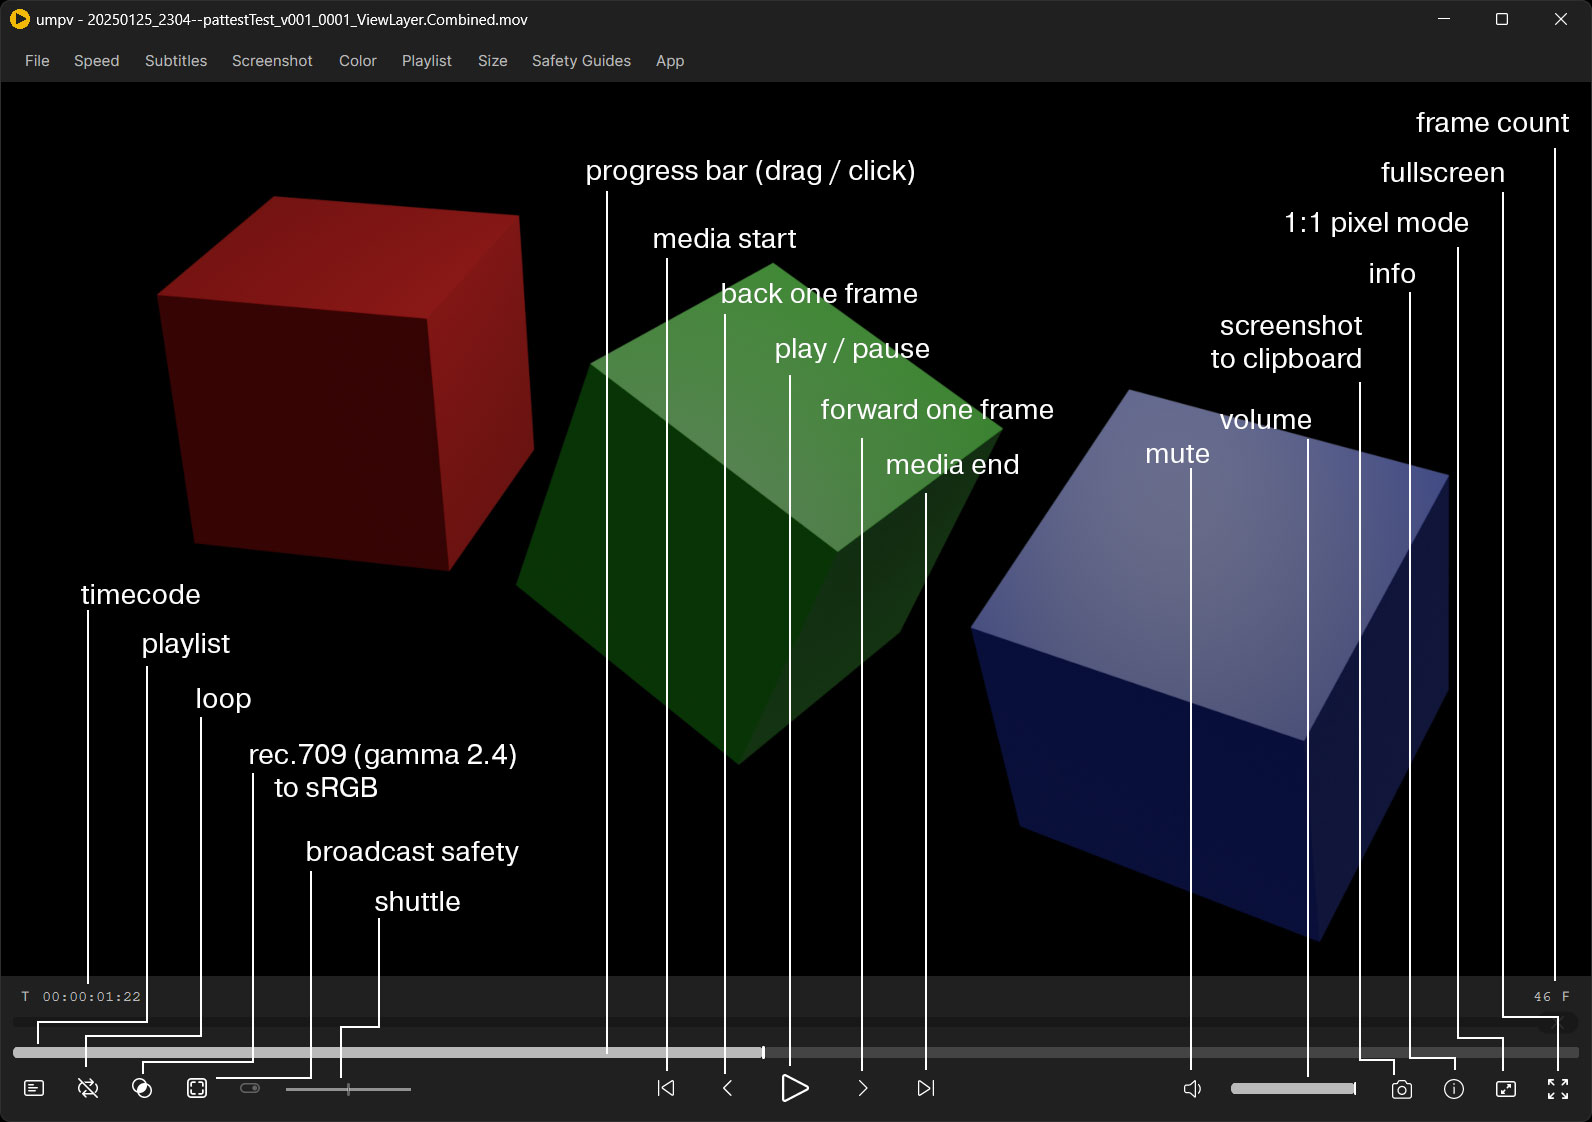 umpv - 20250125_2304--pattestTest_v001_0001_ViewLayer.Combined.mov
File Speed Subtitles Screenshot Color Playlist Size Safety Guides App
frame count
progress bar (drag / click)
fullscreen
1:1 pixel mode
media start
info
back one frame
screenshot
to clipboard
play / pause
forward one frame
volume
mute
media end
timecode
playlist
loop
rec.709 (gamma 2.4)
to sRGB
broadcast safety
shuttle
T 00:00:01:22
46 F